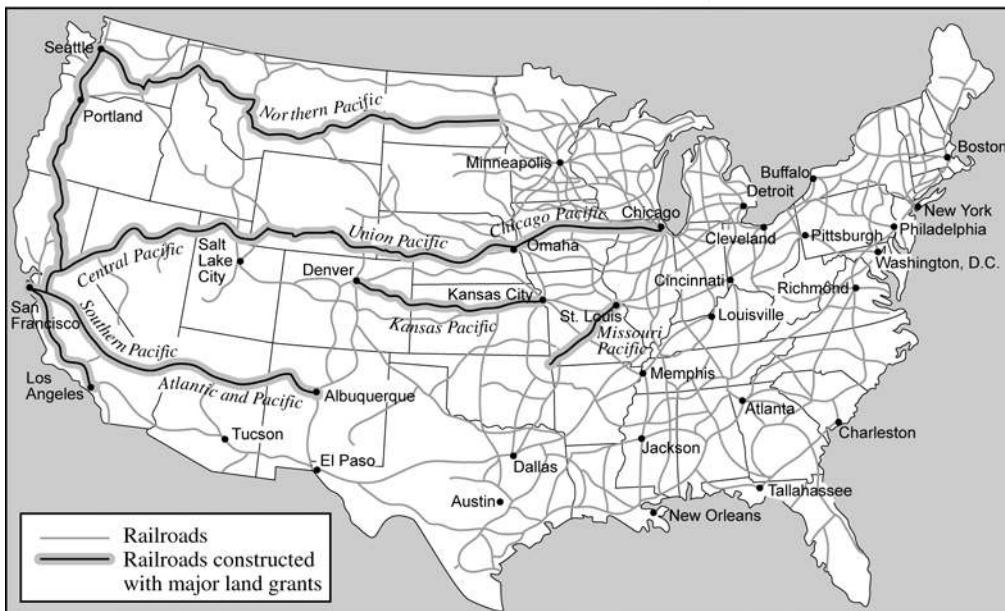 Seattle
Portland
Northern Pacific
Minneapolis
Boston
Buffalo
Detroit
Chicago Pacific
Chicago
New York
Union Pacific
Omaha
Cleveland
Pittsburgh
Philadelphia
Central Pacific
Salt
Lake
City
Washington, D.C.
Denver
Kansas City
Cincinnati
Richmond
San
Francisco
Kansas Pacific
St. Louis
Louisville
Southern Pacific
Missouri
Pacific
Los
Angeles
Atlantic and Pacific
Albuquerque
Memphis
Atlanta
Tucson
Charleston
El Paso
Dallas
Jackson
Austin
Tallahassee
New Orleans
Railroads
Railroads constructed
with major land grants